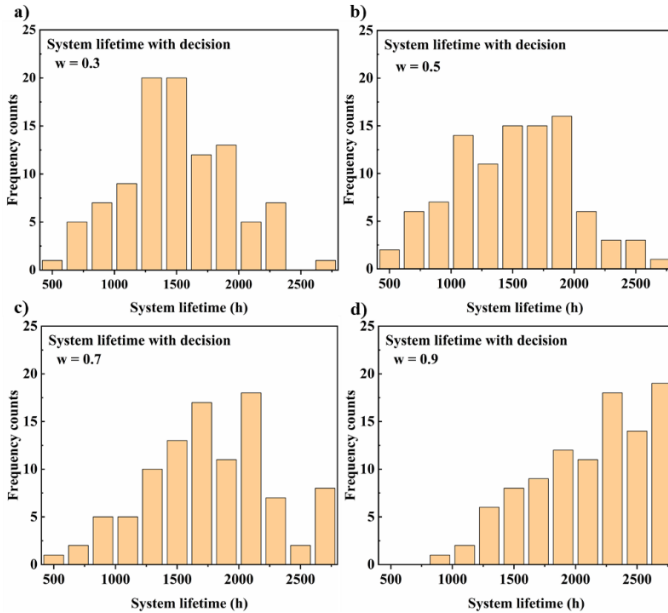 a)
System lifetime with decision
w = 0.3
Frequency counts
25
20
15
10
5
0
500 1000 1500 2000 2500
System lifetime (h)
b)
System lifetime with decision
w = 0.5
Frequency counts
25
20
15
10
5
0
500 1000 1500 2000 2500
System lifetime (h)
c)
System lifetime with decision
w = 0.7
Frequency counts
25
20
15
10
5
0
500 1000 1500 2000 2500
System lifetime (h)
d)
System lifetime with decision
w = 0.9
Frequency counts
25
20
15
10
5
0
500 1000 1500 2000 2500
System lifetime (h)